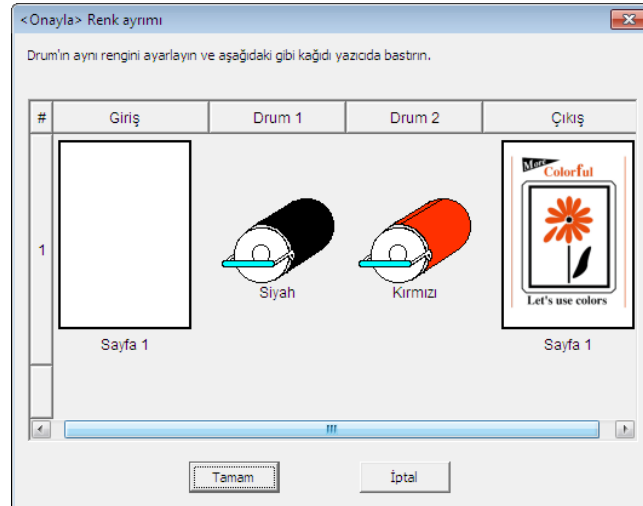 <Onayla> Renk ayrımı
Drum'ın aynı rengini ayarlayın ve aşağıdaki gibi kağıdı yazıcıda bastırın.
# Giriş Drum 1 Drum 2 Çıkış
1
More
Colorful
Let's use colors
Siyah Kırmızı
Sayfa 1 Sayfa 1
Tamam İptal